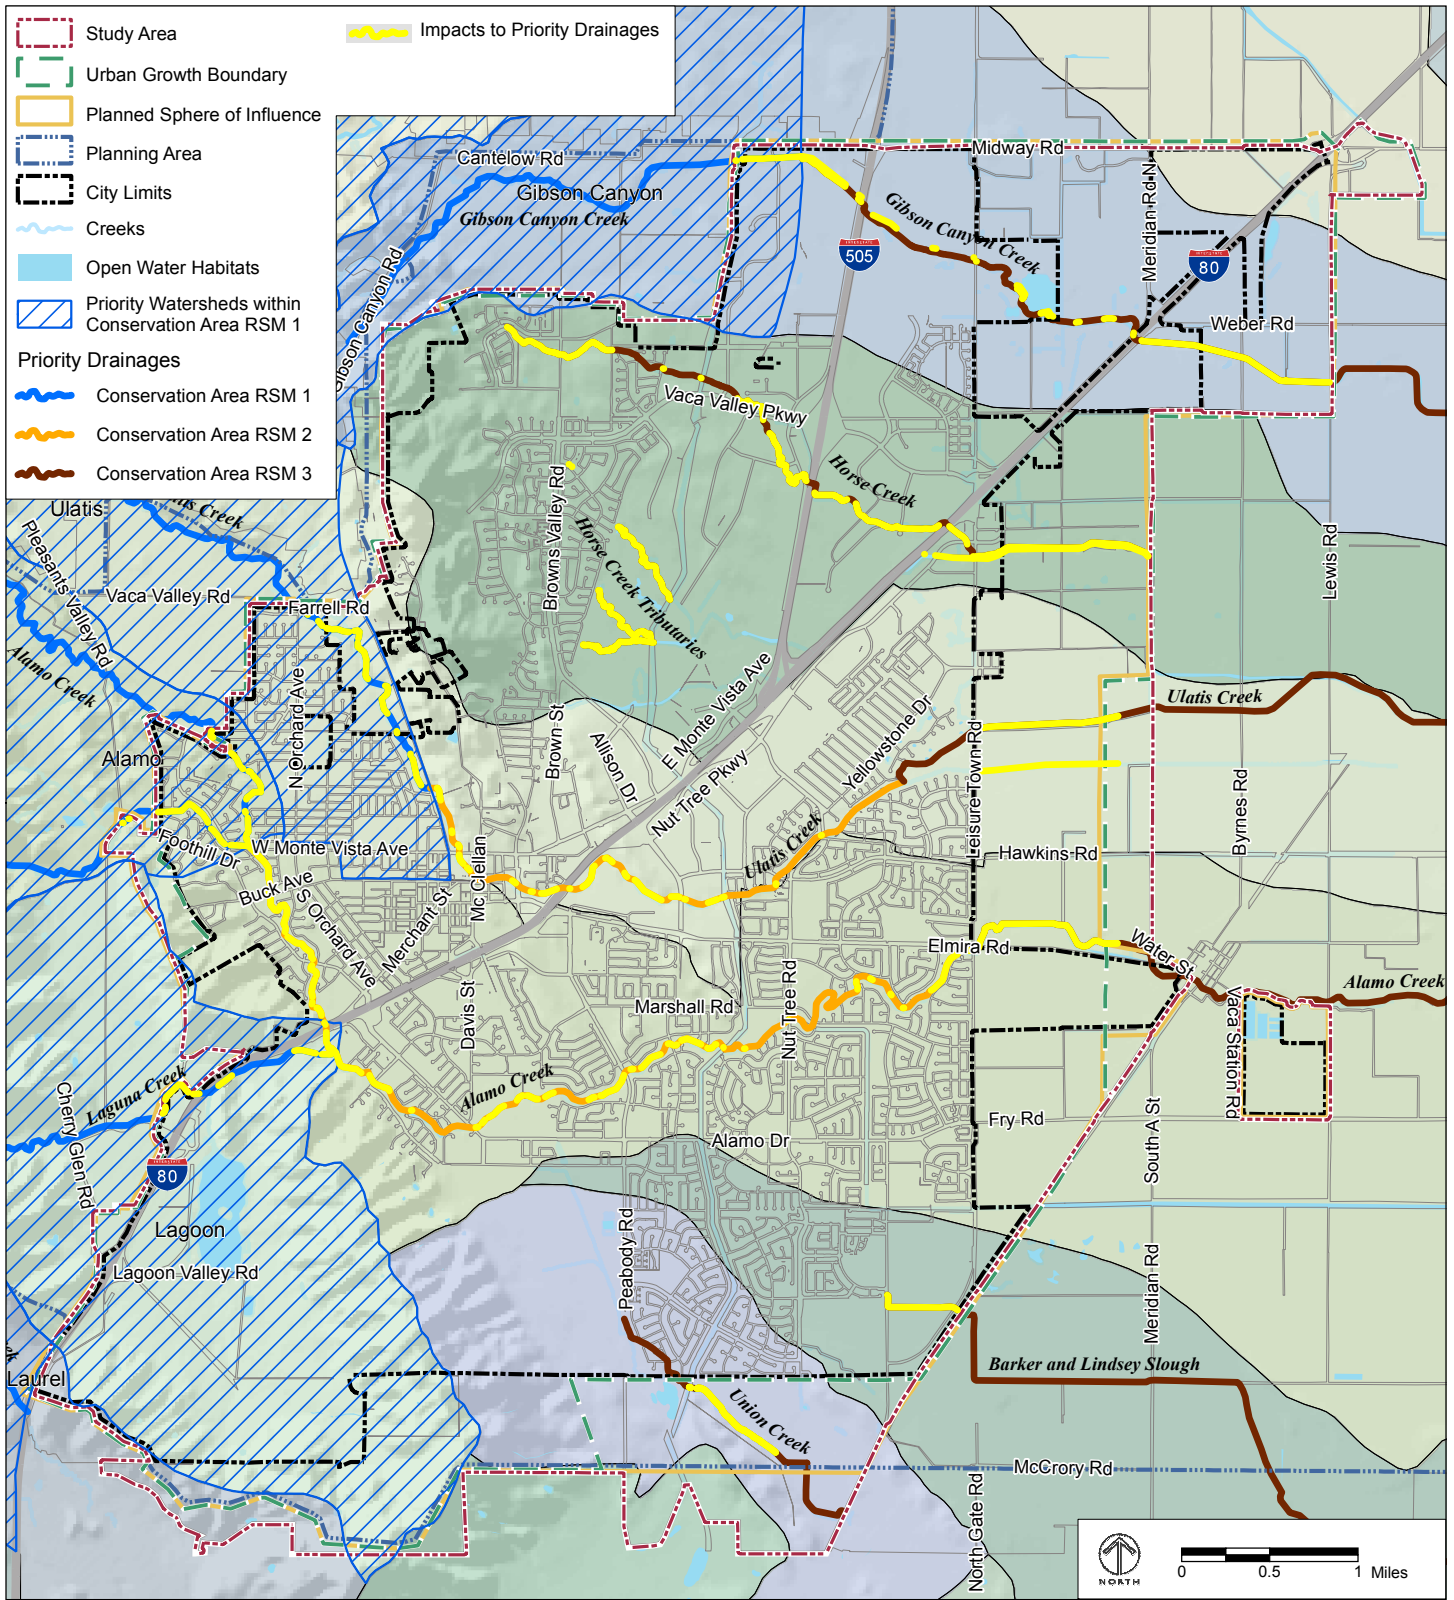 Study Area
Urban Growth Boundary
Planned Sphere of Influence
Planning Area
City Limits
Creeks
Open Water Habitats
Priority Watersheds within
Conservation Area RSM 1
Priority Drainages
Conservation Area RSM 1
Conservation Area RSM 2
Conservation Area RSM 3
Impacts to Priority Drainages
Cantelow Rd
Gibson Canyon
Gibson Canyon Creek
Midway Rd
Meridian Rd N
Gibson Canyon Creek
INTERSTATE
505
INTERSTATE
80
Weber Rd
Gibson Canyon Rd
Vaca Valley Pkwy
Horse Creek
Browns Valley Rd
Horse Creek Tributaries
Lewis Rd
Ulatis
Creek
Pleasants Valley Rd
Vaca Valley Rd
Farrell Rd
Alamo Creek
N Orchard Ave
Alamo
Brown St
Allison Dr
E Monte Vista Ave
Nut Tree Pkwy
Yellowstone Dr
Leisure Town Rd
Ulatis Creek
Byrnes Rd
Ulatis Creek
Hawkins Rd
Foothill Dr
W Monte Vista Ave
Buck Ave
S Orchard Ave
Merchant St
Mc Clellan
Elmira Rd
Water St
Alamo Creek
Davis St
Marshall Rd
Nut Tree Rd
Vaca Station Rd
Laguna Creek
Cherry Glen Rd
Alamo Creek
Alamo Dr
Fry Rd
South A St
INTERSTATE
80
Lagoon
Lagoon Valley Rd
Peabody Rd
Meridian Rd
Laurel
Barker and Lindsey Slough
Union Creek
McCrory Rd
North Gate Rd
NORTH
0 0.5 1 Miles